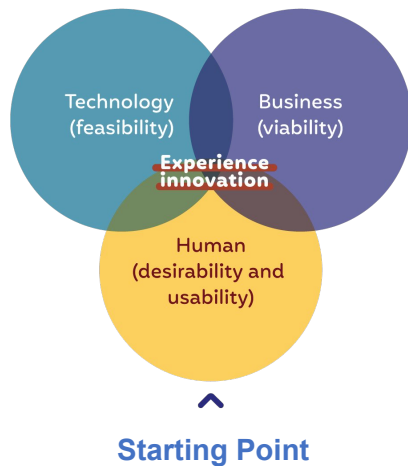 Technology
(feasibility)
Business
(viability)
Experience
innovation
Human
(desirability and
usability)
Starting Point